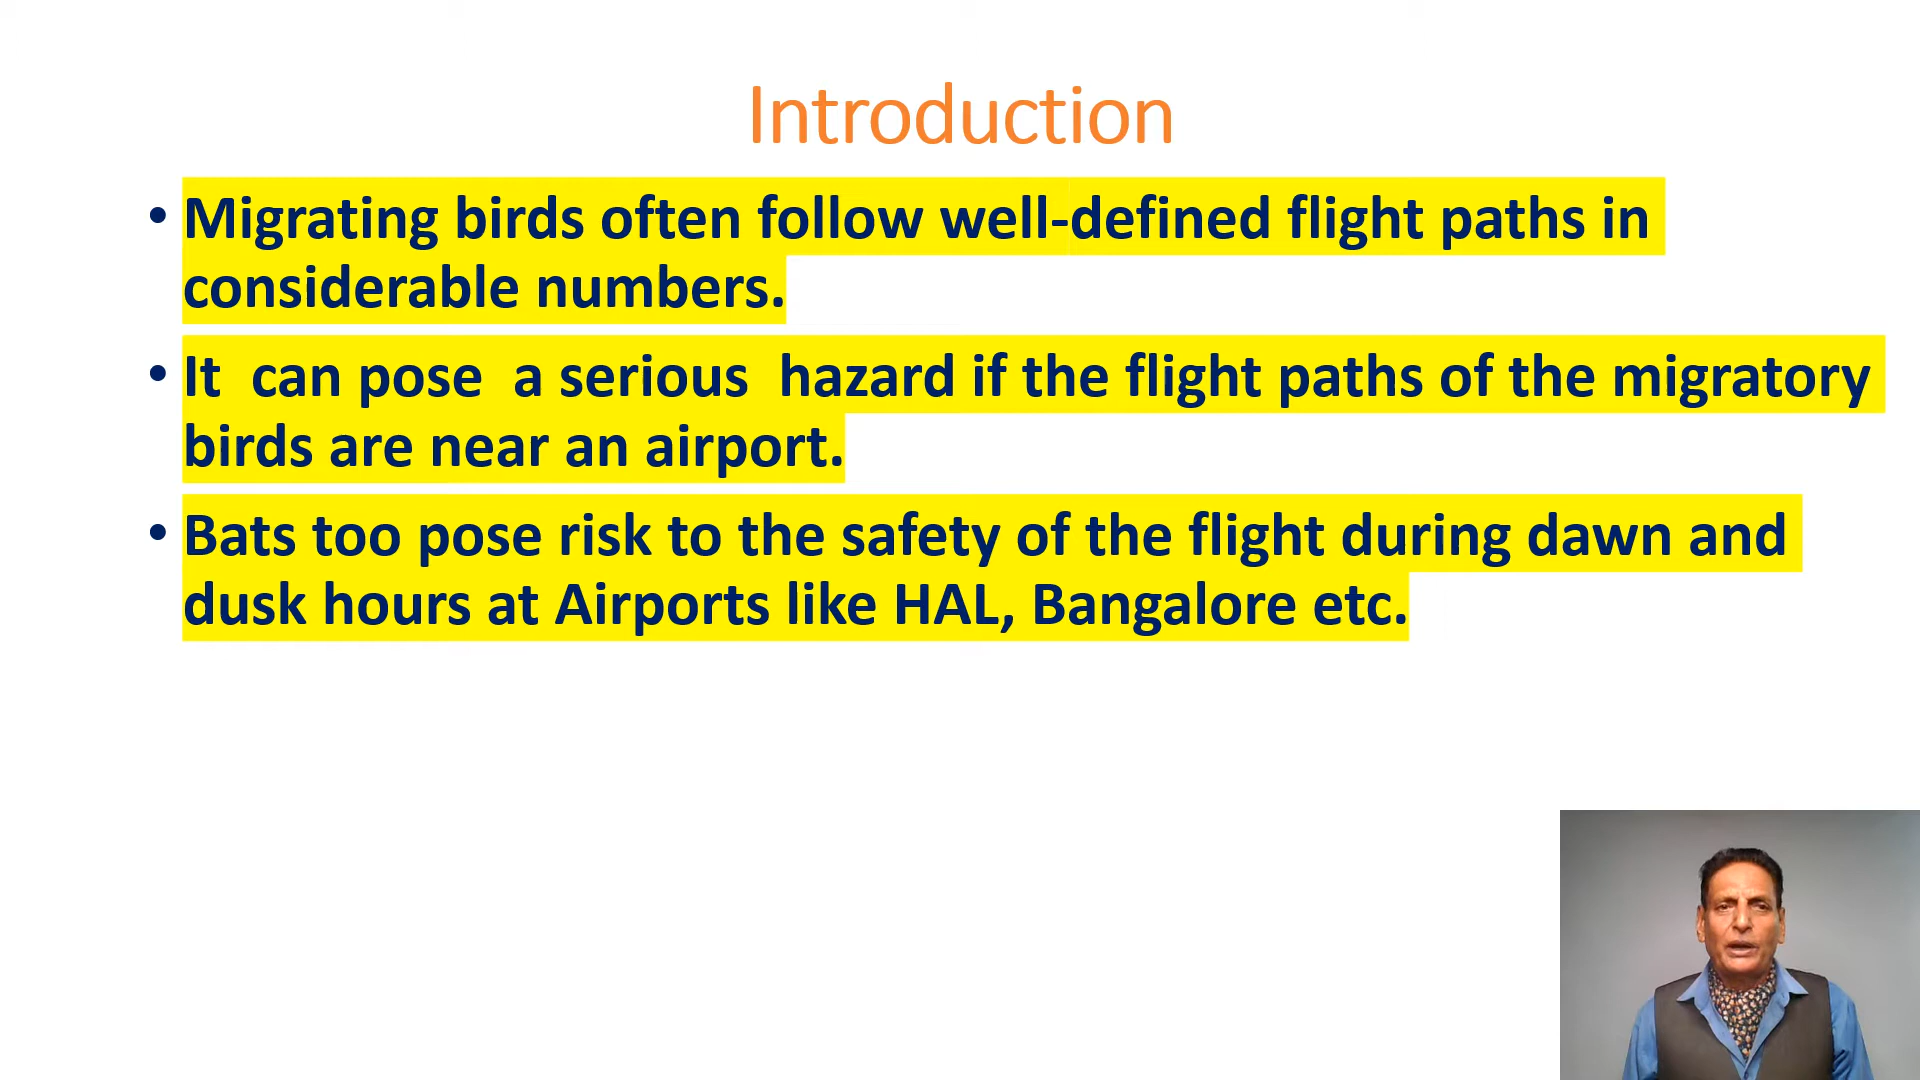 Introduction
• Migrating birds often follow well-defined flight paths in
considerable numbers.
• It  can pose  a serious  hazard if the flight paths of the migratory
birds are near an airport.
• Bats too pose risk to the safety of the flight during dawn and
dusk hours at Airports like HAL, Bangalore etc.